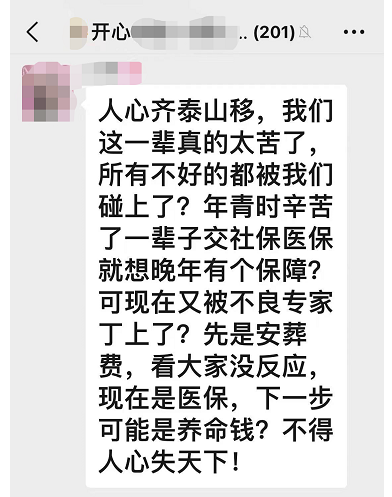 开心 .. (201)
人心齐泰山移，我们
这一辈真的太苦了，
所有不好的都被我们
碰上了？年青时辛苦
了一辈子交社保医保
就想晚年有个保障？
可现在又被不良专家
丁上了？先是安葬
费，看大家没反应，
现在是医保，下一步
可能是养命钱？不得
人心失天下！